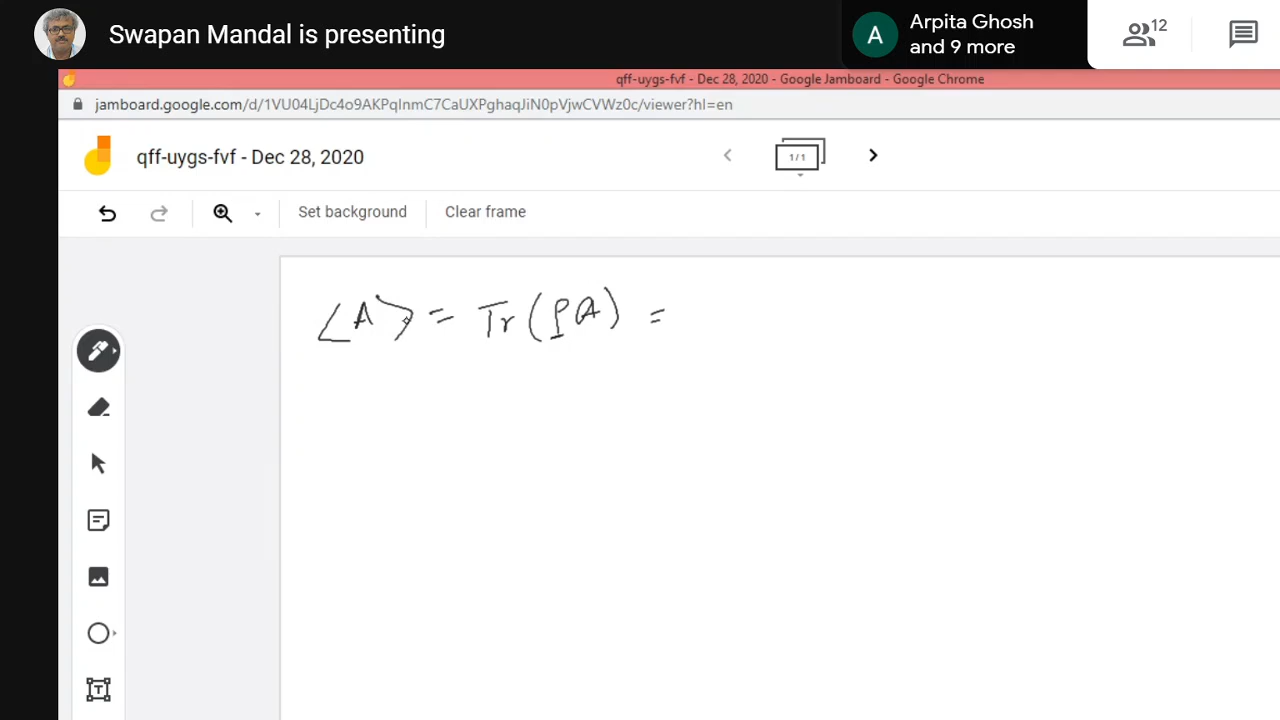 Swapan Mandal is presenting
A
Arpita Ghosh
and 9 more
12
qff-uygs-fvf - Dec 28, 2020 - Google Jamboard - Google Chrome
jamboard.google.com/d/1VU04LjDc4o9AKPqInmC7CaUXPghaqJiN0pVjwCVWz0c/viewer?hl=en
qff-uygs-fvf - Dec 28, 2020
1/1
Set background
Clear frame
⟨A⟩ = Tr(ρA) =
T